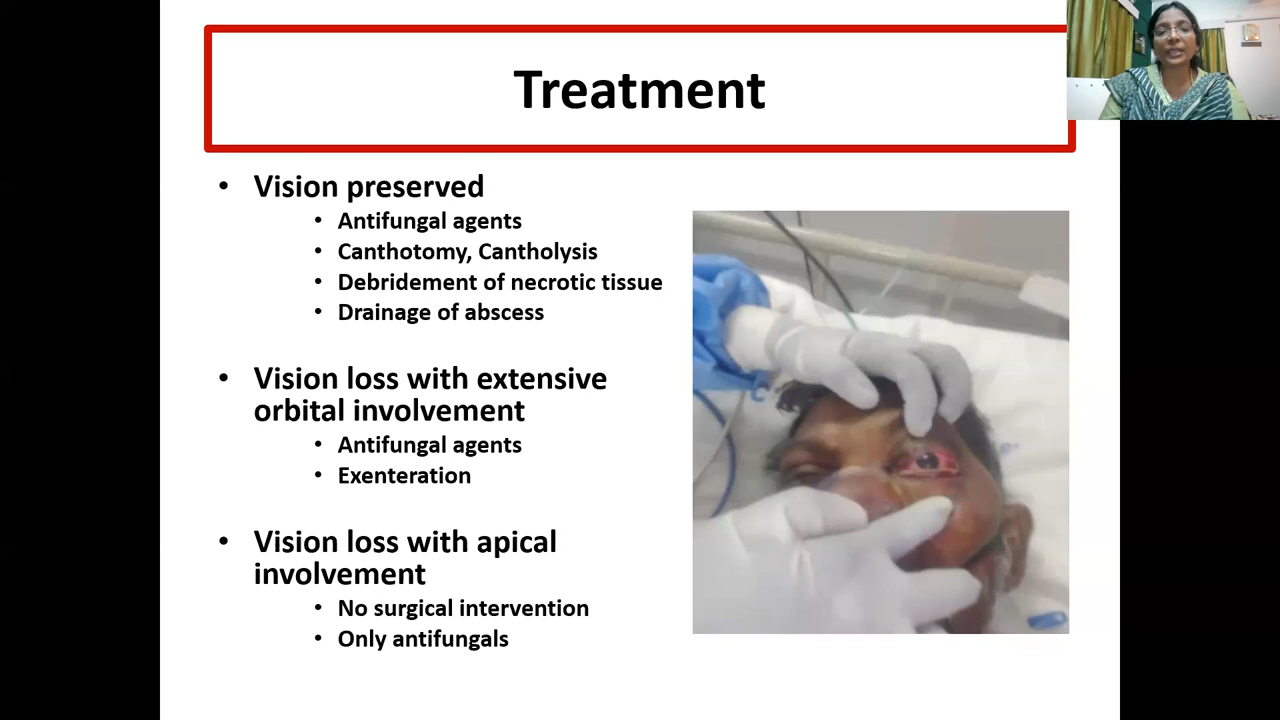 Treatment
• Vision preserved
• Antifungal agents
• Canthotomy, Cantholysis
• Debridement of necrotic tissue
• Drainage of abscess
• Vision loss with extensive
orbital involvement
• Antifungal agents
• Exenteration
• Vision loss with apical
involvement
• No surgical intervention
• Only antifungals